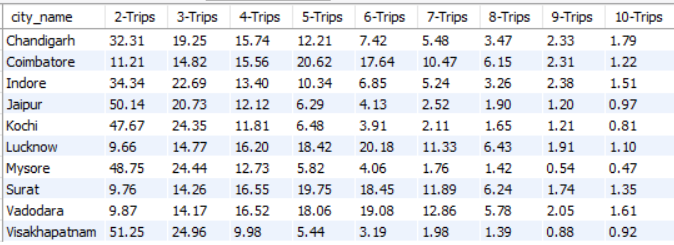 city_name 2-Trips 3-Trips 4-Trips 5-Trips 6-Trips 7-Trips 8-Trips 9-Trips 10-Trips
Chandigarh 32.31 19.25 15.74 12.21 7.42 5.48 3.47 2.33 1.79
Coimbatore 11.21 14.82 15.56 20.62 17.64 10.47 6.15 2.31 1.22
Indore 34.34 22.69 13.40 10.34 6.85 5.24 3.26 2.38 1.51
Jaipur 50.14 20.73 12.12 6.29 4.13 2.52 1.90 1.20 0.97
Kochi 47.67 24.35 11.81 6.48 3.91 2.11 1.65 1.21 0.81
Lucknow 9.66 14.77 16.20 18.42 20.18 11.33 6.43 1.91 1.10
Mysore 48.75 24.44 12.73 5.82 4.06 1.76 1.42 0.54 0.47
Surat 9.76 14.26 16.55 19.75 18.45 11.89 6.24 1.74 1.35
Vadodara 9.87 14.17 16.52 18.06 19.08 12.86 5.78 2.05 1.61
Visakhapatnam 51.25 24.96 9.98 5.44 3.19 1.98 1.39 0.88 0.92